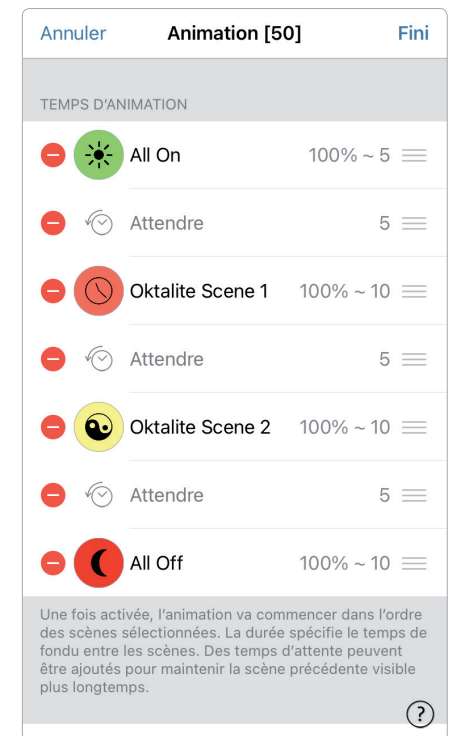 Annuler Animation [50] Fini
TEMPS D’ANIMATION
All On 100% ~ 5
Attendre 5
Oktalite Scene 1 100% ~ 10
Attendre 5
Oktalite Scene 2 100% ~ 10
Attendre 5
All Off 100% ~ 10
Une fois activée, l’animation va commencer dans l’ordre
des scènes sélectionnées. La durée spécifie le temps de
fondu entre les scènes. Des temps d’attente peuvent
être ajoutés pour maintenir la scène précédente visible
plus longtemps.
?